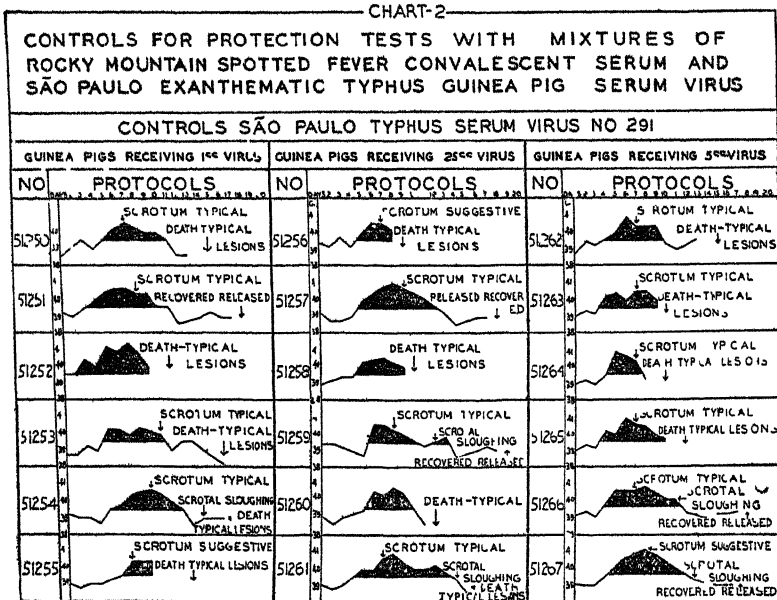 CHART-2
CONTROLS FOR PROTECTION TESTS WITH MIXTURES OF
ROCKY MOUNTAIN SPOTTED FEVER CONVALESCENT SERUM AND
SÃO PAULO EXANTHEMATIC TYPHUS GUINEA PIG SERUM VIRUS
CONTROLS SÃO PAULO TYPHUS SERUM VIRUS NO 291
GUINEA PIGS RECEIVING 1cc VIRUS
NO PROTOCOLS
51250
SCROTUM TYPICAL
DEATH TYPICAL
LESIONS
51251
SCROTUM TYPICAL
RECOVERED RELEASED
51252
DEATH-TYPICAL
LESIONS
51253
SCROTUM TYPICAL
DEATH-TYPICAL
LESIONS
51254
SCROTUM TYPICAL
SCROTAL SLOUGHING
DEATH
TYPICAL LESIONS
51255
SCROTUM SUGGESTIVE
DEATH TYPICAL LESIONS
GUINEA PIGS RECEIVING 25cc VIRUS
NO PROTOCOLS
51256
SCROTUM SUGGESTIVE
DEATH TYPICAL
LESIONS
51257
SCROTUM TYPICAL
RELEASED RECOVER
ED
51258
DEATH TYPICAL
LESIONS
51259
SCROTUM TYPICAL
SCROTAL
SLOUGHING
RECOVERED RELEASED
51260
DEATH-TYPICAL
51261
SCROTUM TYPICAL
SCROTAL
SLOUGHING
DEATH
TYPICAL LESIONS
GUINEA PIGS RECEIVING 5cc VIRUS
NO PROTOCOLS
51262
SCROTUM TYPICAL
DEATH-TYPICAL
LESIONS
51263
SCROTUM TYPICAL
DEATH-TYPICAL
LESIONS
51264
SCROTUM TYPICAL
DEATH TYPICAL LESIONS
51265
SCROTUM TYPICAL
DEATH TYPICAL LESIONS
51266
SCROTUM TYPICAL
SCROTAL
SLOUGHING
RECOVERED RELEASED
51267
SCROTUM SUGGESTIVE
SCROTAL
SLOUGHING
RECOVERED RELEASED